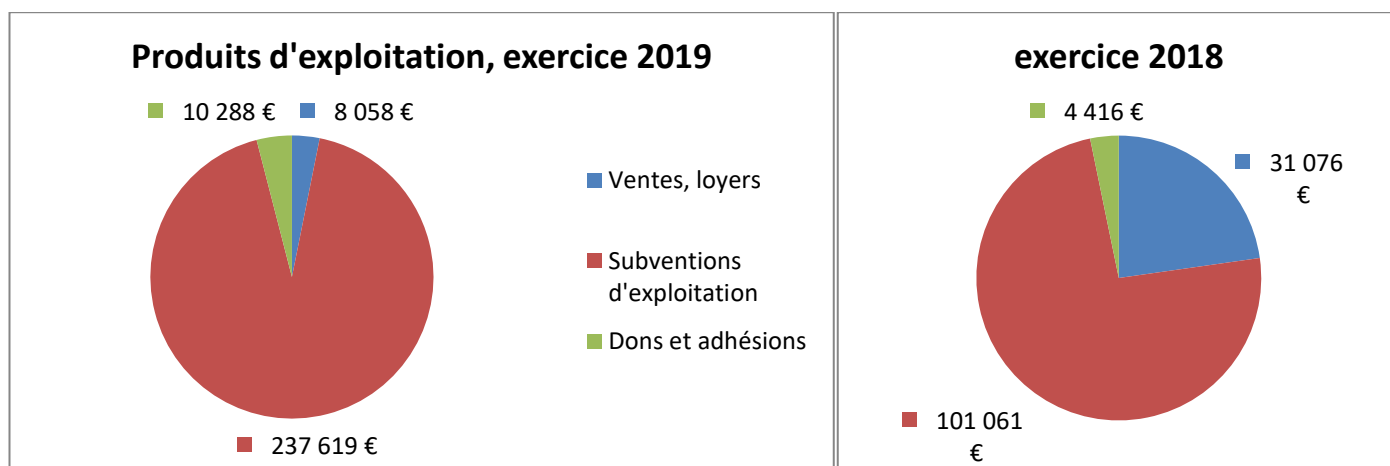 Produits d'exploitation, exercice 2019
10 288 €
8 058 €
Ventes, loyers
Subventions
d'exploitation
Dons et adhésions
237 619 €
exercice 2018
4 416 €
31 076
€
101 061
€